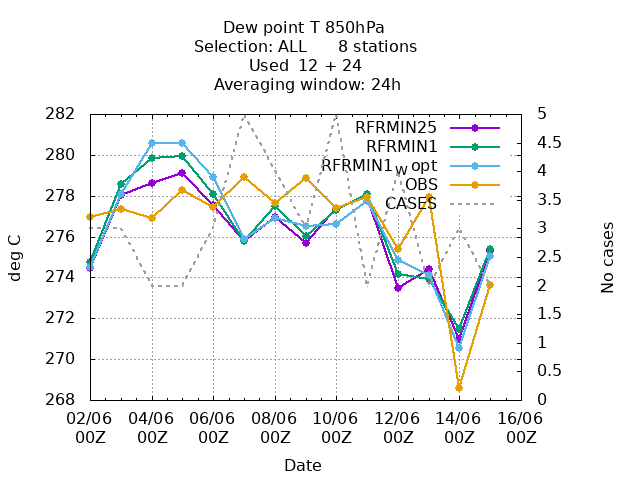 Dew point T 850hPa
Selection: ALL      8 stations
Used  12 + 24
Averaging window: 24h
282
280
278
276
274
272
270
268
deg C
5
4.5
4
3.5
3
2.5
2
1.5
1
0.5
0
No cases
RFRMIN25
RFRMIN1
RFRMIN1w opt
OBS
CASES
02/06 04/06 06/06 08/06 10/06 12/06 14/06 16/06
00Z 00Z 00Z 00Z 00Z 00Z 00Z 00Z
Date